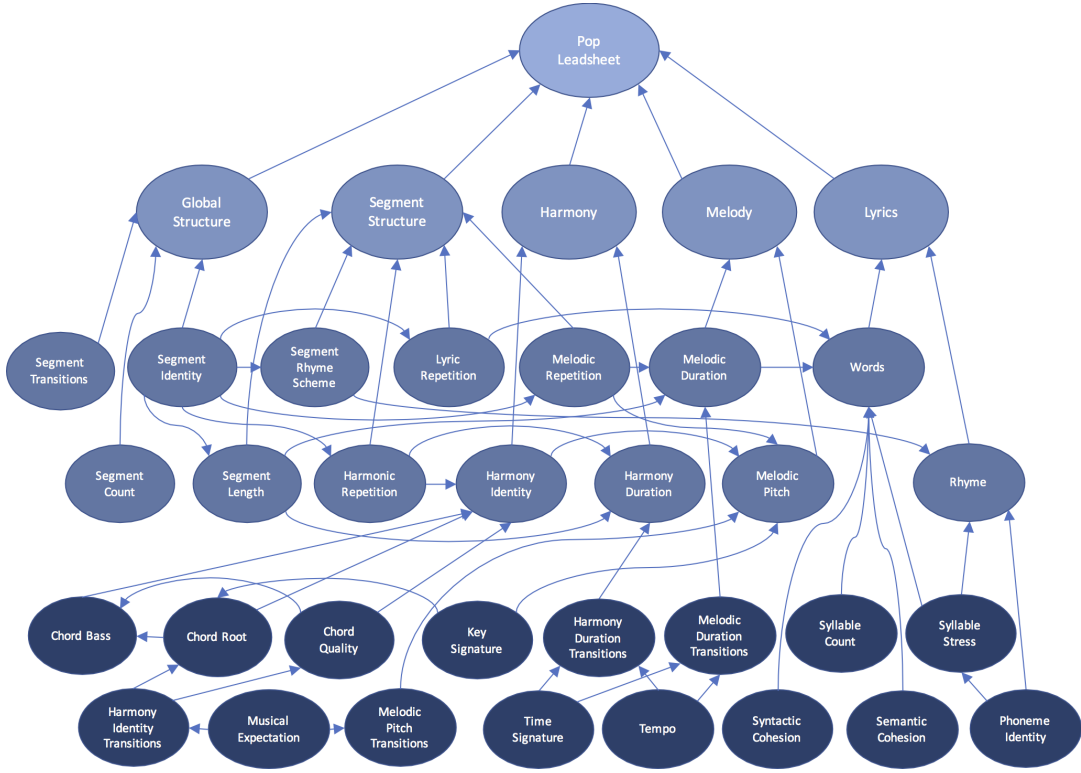 Pop
Leadsheet
Global
Structure
Segment
Structure
Harmony
Melody
Lyrics
Segment
Transitions
Segment
Identity
Segment
Rhyme
Scheme
Lyric
Repetition
Melodic
Repetition
Melodic
Duration
Words
Segment
Count
Segment
Length
Harmonic
Repetition
Harmony
Identity
Harmony
Duration
Melodic
Pitch
Rhyme
Chord Bass
Chord Root
Chord
Quality
Key
Signature
Harmony
Duration
Transitions
Melodic
Duration
Transitions
Syllable
Count
Syllable
Stress
Harmony
Identity
Transitions
Musical
Expectation
Melodic
Pitch
Transitions
Time
Signature
Tempo
Syntactic
Cohesion
Semantic
Cohesion
Phoneme
Identity